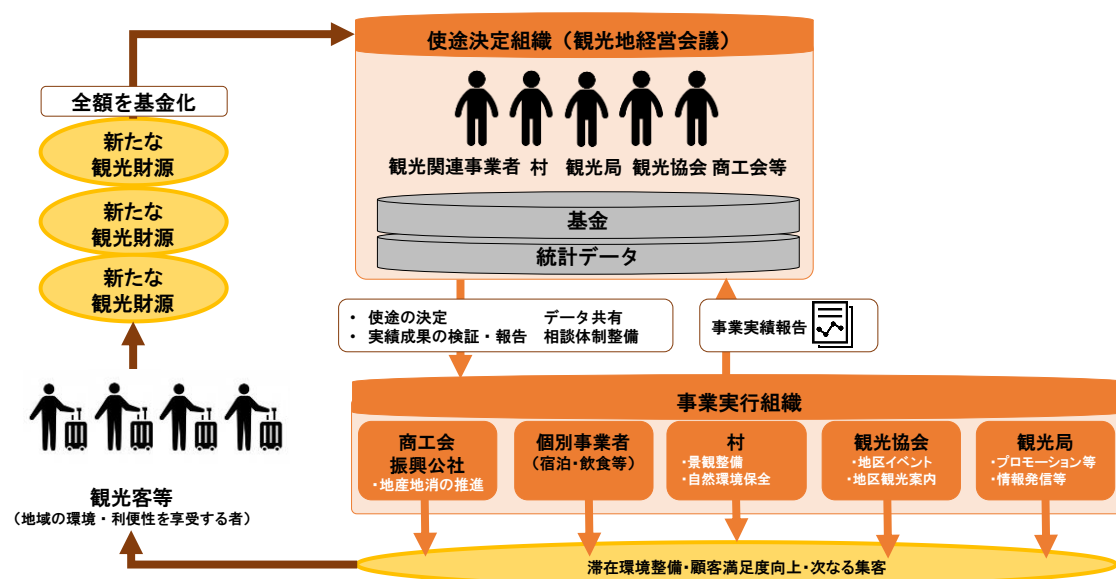 使途決定組織（観光地経営会議）
観光関連事業者 村 観光局 観光協会 商工会等
基金
統計データ
全額を基金化
新たな
観光財源
新たな
観光財源
新たな
観光財源
観光客等
（地域の環境・利便性を享受する者）
・ 使途の決定 データ共有
・ 実績成果の検証・報告 相談体制整備
事業実績報告
事業実行組織
商工会
振興公社
・地産地消の推進
個別事業者
（宿泊・飲食等）
村
・景観整備
・自然環境保全
観光協会
・地区イベント
・地区観光案内
観光局
・プロモーション等
・情報発信等
滞在環境整備・顧客満足度向上・次なる集客